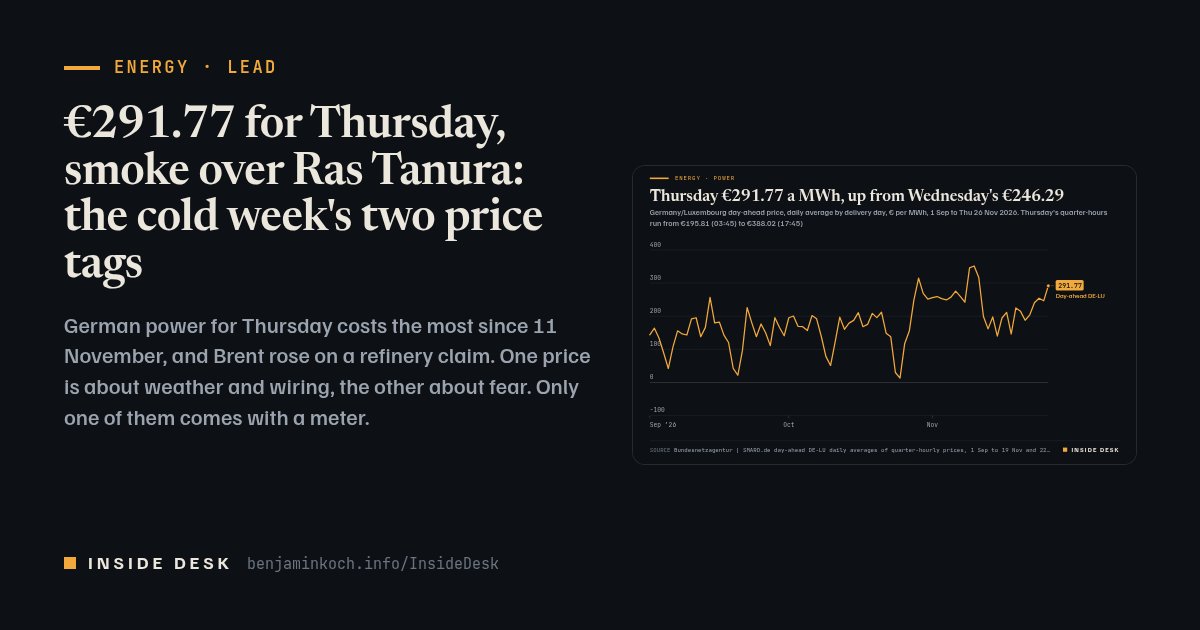 ENERGY · LEAD
€291.77 for Thursday,
smoke over Ras Tanura:
the cold week's two price
tags
German power for Thursday costs the most since 11
November, and Brent rose on a refinery claim. One price
is about weather and wiring, the other about fear. Only
one of them comes with a meter.
INSIDE DESK benjaminkoch.info/InsideDesk
ENERGY · POWER
Thursday €291.77 a MWh, up from Wednesday's €246.29
Germany/Luxembourg day-ahead price, daily average by delivery day, € per MWh, 1 Sep to Thu 26 Nov 2026. Thursday's quarter-hours
run from €195.81 (03:45) to €388.02 (17:45)
400
300
200
100
0
-100
Sep '26 Oct Nov
291.77
Day-ahead DE-LU
SOURCE Bundesnetzagentur | SMARD.de day-ahead DE-LU daily averages of quarter-hourly prices, 1 Sep to 19 Nov and 22…
INSIDE DESK